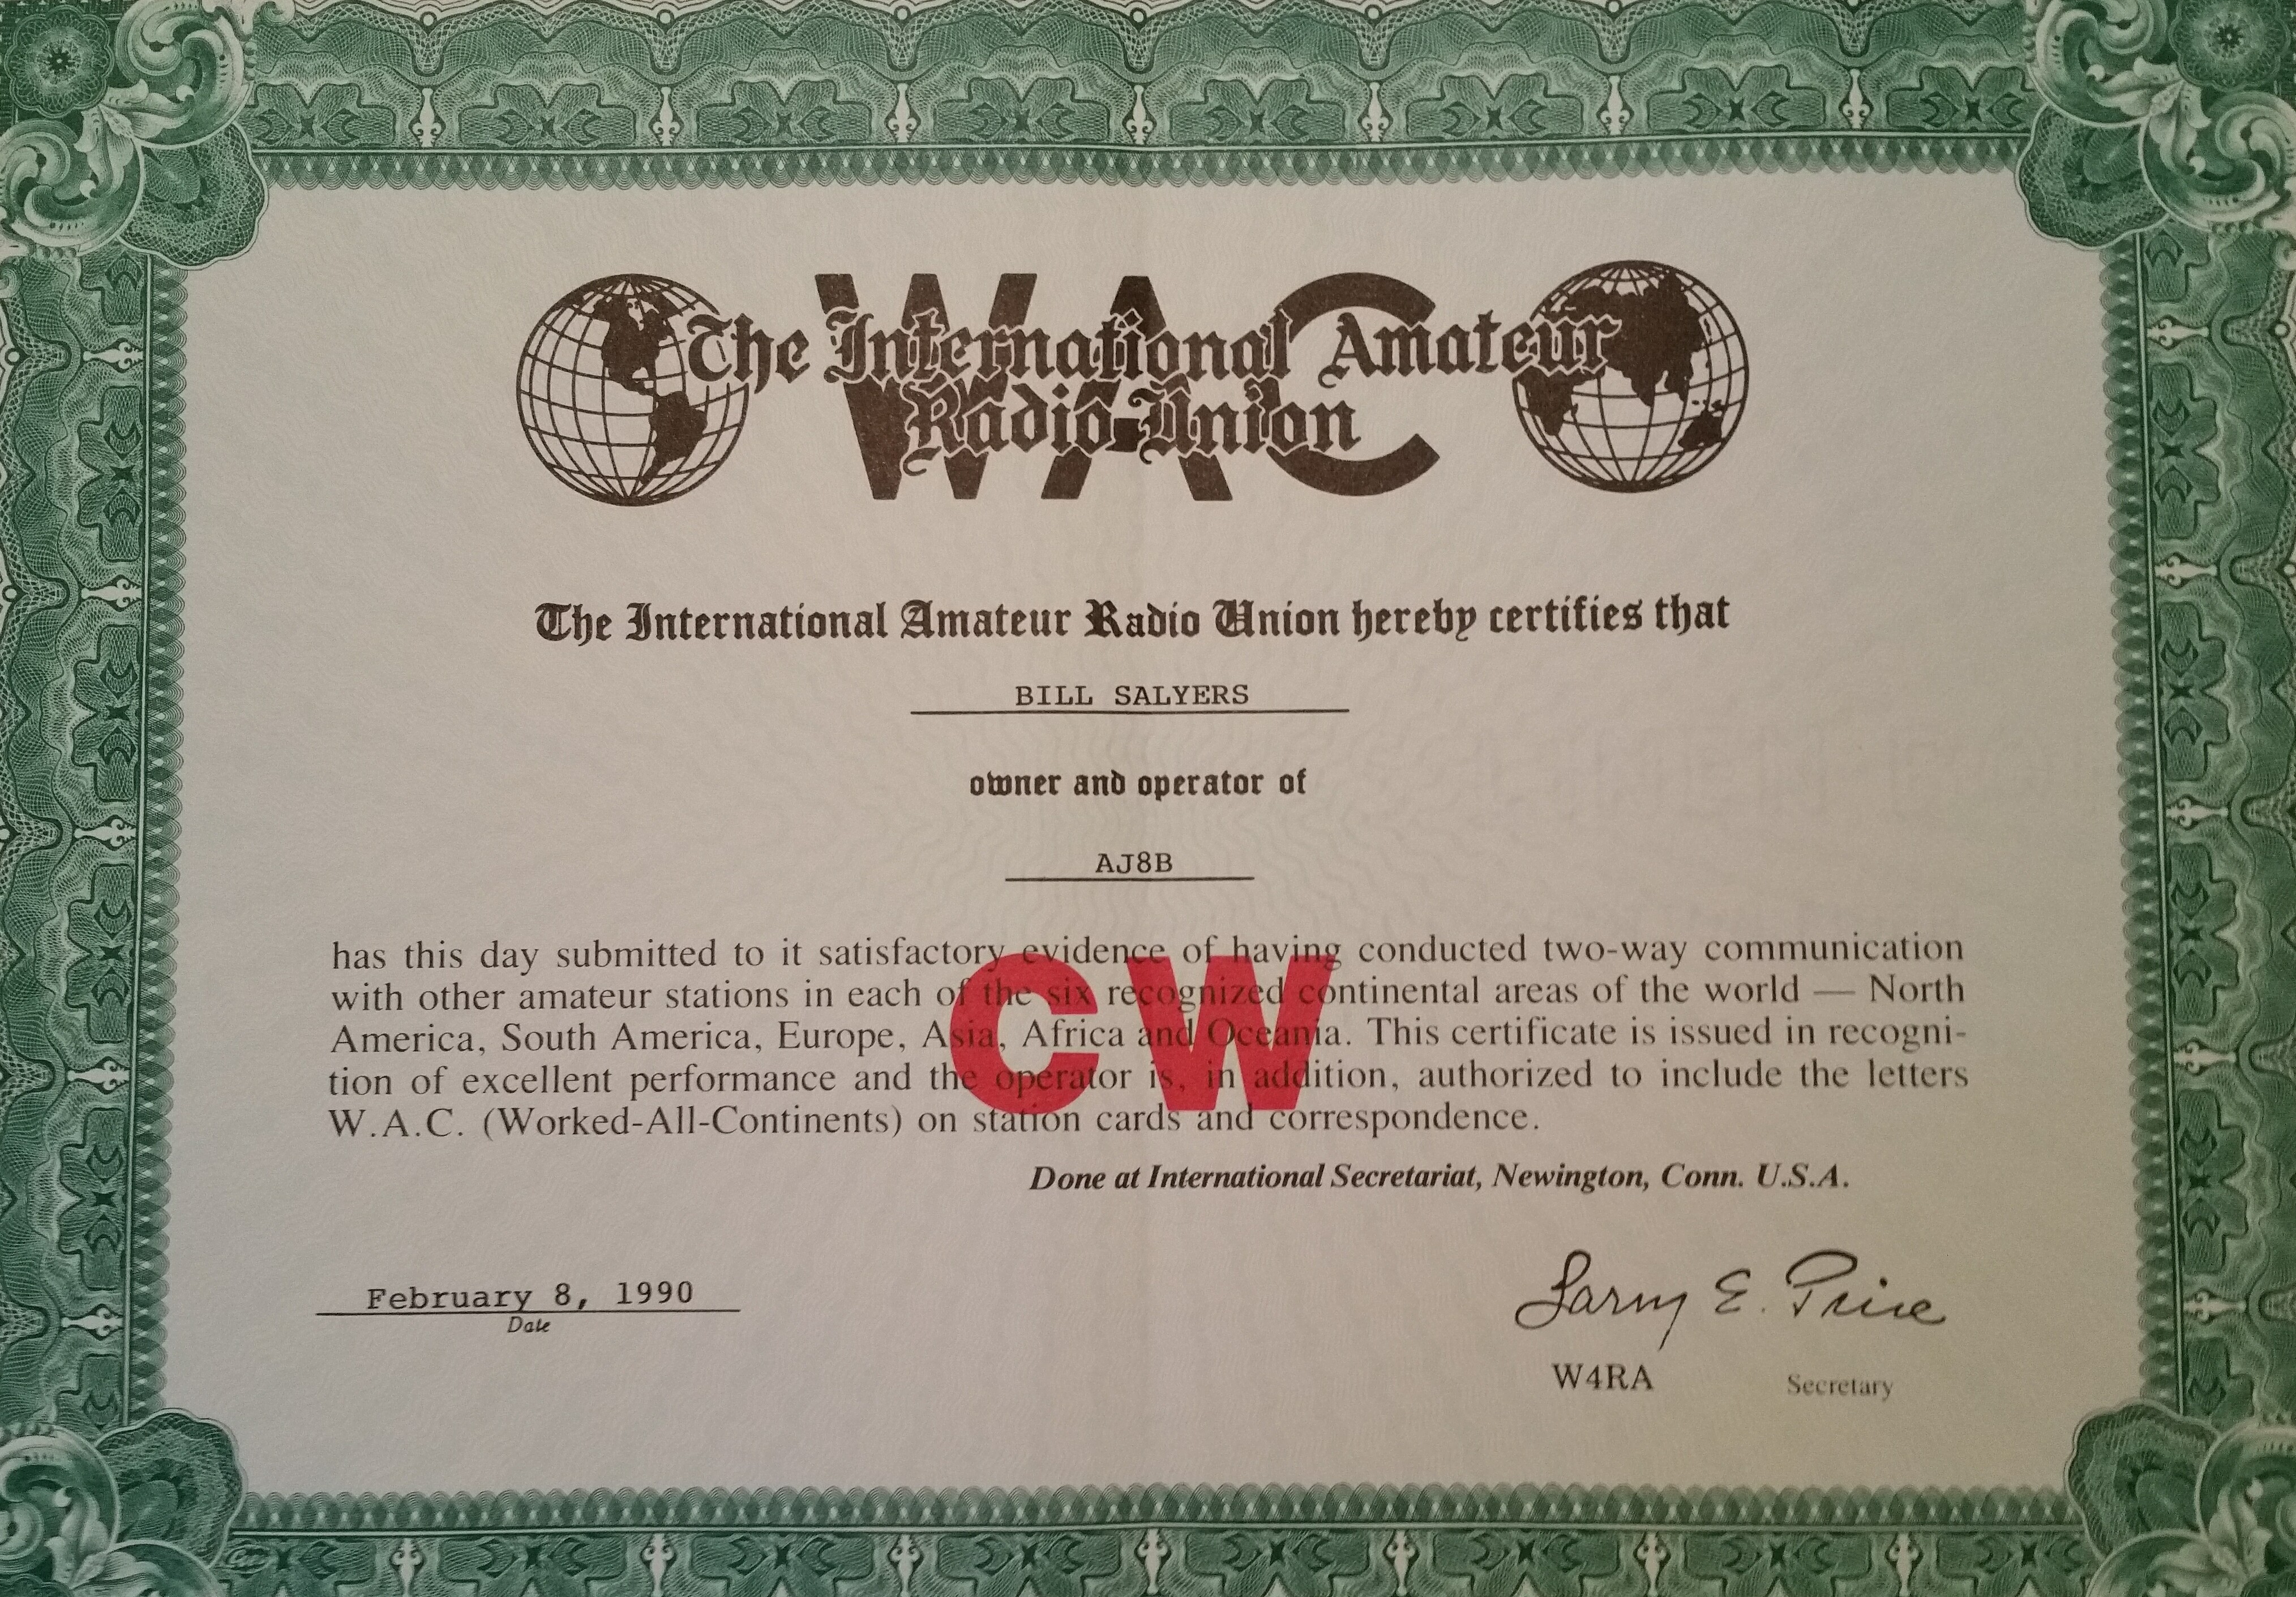 WAC
The International Amateur
Radio Union
The International Amateur Radio Union hereby certifies that
BILL SALYERS
owner and operator of
AJ8B
has this day submitted to it satisfactory evidence of having conducted two-way communication
with other amateur stations in each of the six recognized continental areas of the world — North
America, South America, Europe, Asia, Africa and Oceania. This certificate is issued in recogni-
tion of excellent performance and the operator is, in addition, authorized to include the letters
W.A.C. (Worked-All-Continents) on station cards and correspondence.
CW
Done at International Secretariat, Newington, Conn. U.S.A.
February 8, 1990
Date
Larry E. Price
W4RA Secretary